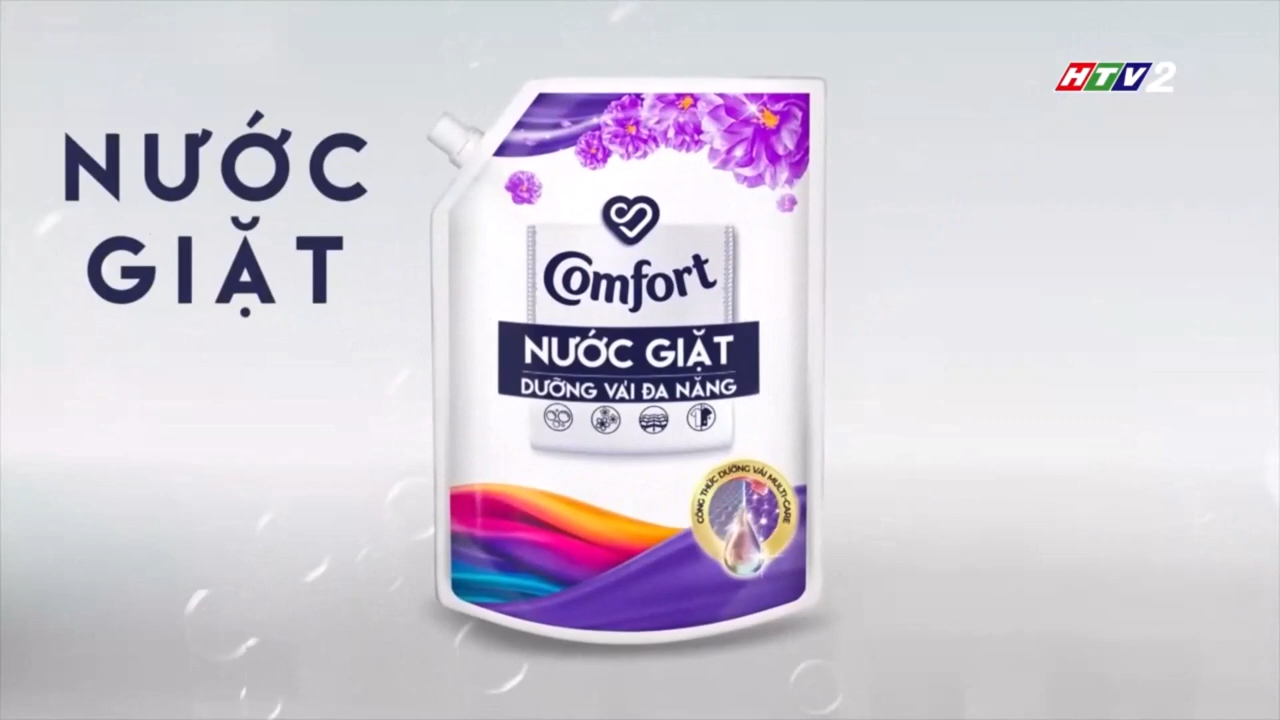 HTV2
NƯỚC
GIẶT
Comfort
NƯỚC GIẶT
DƯỠNG VẢI ĐA NĂNG
CÔNG THỨC DƯỠNG VẢI MULTI-CARE